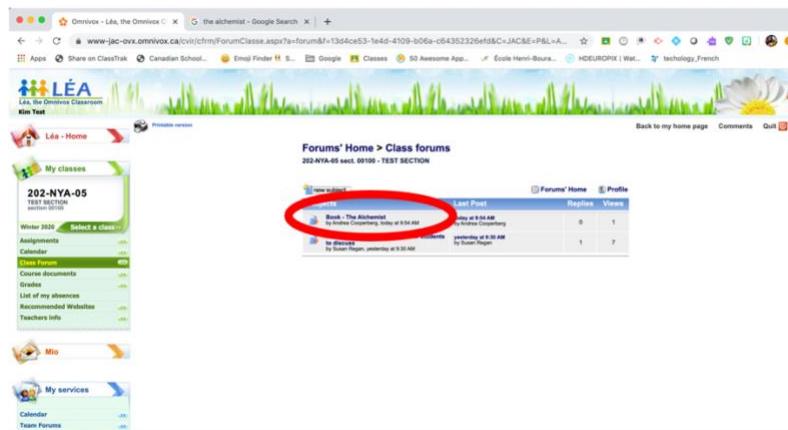 Omnivox - Léa, the Omnivox C
the alchemist - Google Search
www-jac-ovx.omnivox.ca/cvir/cfrm/ForumClasse.aspx?a=forum&f=13d4ce53-1e4d-4109-b06a-c64352326efd&C=JAC&E=P&L=A...
Apps
Share on ClassTrak
Canadian School...
Emoji Finder
S...
Google
Classes
50 Awesome App...
École Henri-Boura...
HDEUROPIX | Wat...
techology_French
LÉA
Léa, the Omnivox Classroom
Kim Test
Printable version
Back to my home page Comments Quit
Léa - Home
My classes
202-NYA-05
TEST SECTION
section 00100
Winter 2020 Select a class
Assignments
Calendar
Class Forum
Course documents
Grades
List of my absences
Recommended Websites
Teachers info
Mio
My services
Calendar
Team Forums
Forums' Home > Class forums
202-NYA-05 sect. 00100 - TEST SECTION
new subject
Forums' Home Profile
Last Post Replies Views
Book - The Alchemist
by Andrea Cooperberg, today at 9:54 AM
today at 9:54 AM
by Andrea Cooperberg
0 1
students
to discuss
by Susan Regan, yesterday at 9:30 AM
yesterday at 9:30 AM
by Susan Regan
1 7